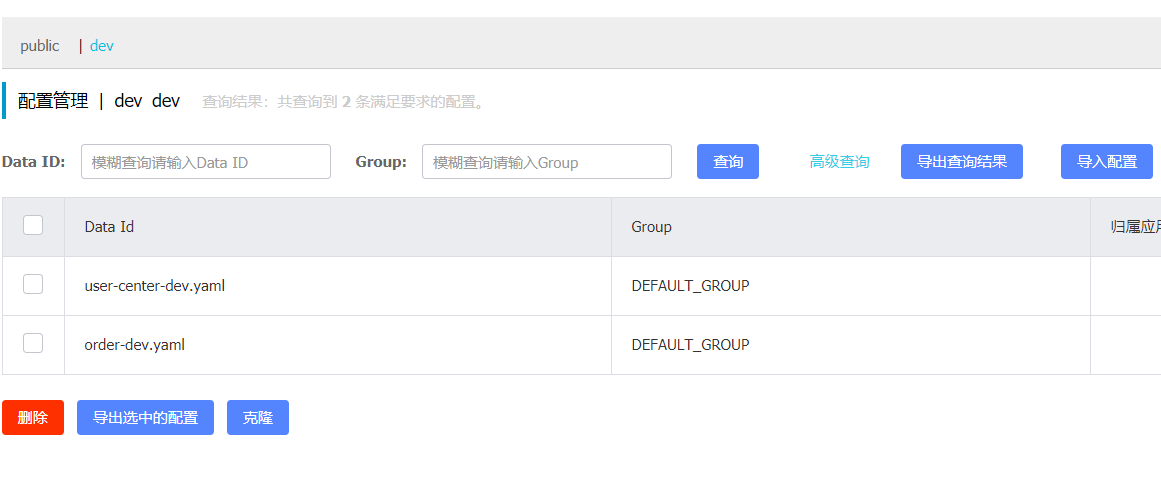 public | dev
配置管理 | dev dev 查询结果：共查询到 2 条满足要求的配置。
Data ID: 模糊查询请输入Data ID Group: 模糊查询请输入Group 查询 高级查询 导出查询结果 导入配置
Data Id Group 归属应
user-center-dev.yaml DEFAULT_GROUP
order-dev.yaml DEFAULT_GROUP
删除 导出选中的配置 克隆